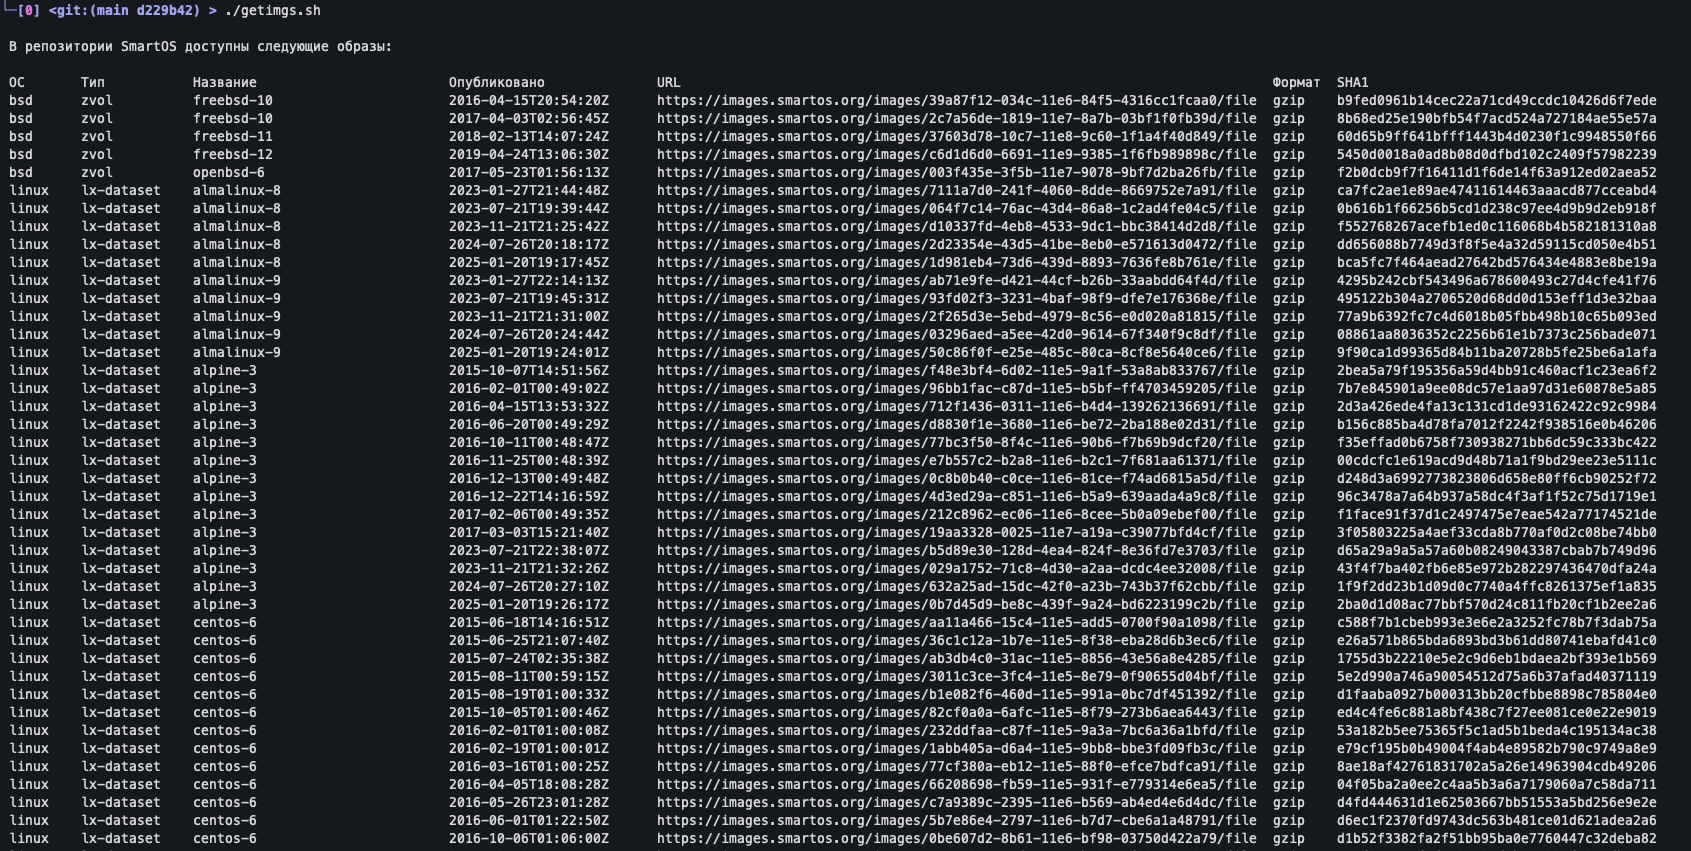 [0] <git:(main d229b42) > ./getimgs.sh
В репозитории SmartOS доступны следующие образы:
ОС Тип Название Опубликовано URL Формат SHA1
bsd zvol freebsd-10 2016-04-15T20:54:20Z https://images.smartos.org/images/39a87f12-034c-11e6-84f5-4316cc1fcaa0/file gzip b9fed0961b14cec22a71cd49ccdc10426d6f7ede
bsd zvol freebsd-10 2017-04-03T02:56:45Z https://images.smartos.org/images/2c7a56de-1819-11e7-8a7b-03bf1f0fb39d/file gzip 8b68ed25e190bfb54f7acd524a727184ae55e57a
bsd zvol freebsd-11 2018-02-13T14:07:24Z https://images.smartos.org/images/37603d78-10c7-11e8-9c60-1f1a4f40d849/file gzip 60d65b9ff641bfff1443b4d0230f1c9948550f66
bsd zvol freebsd-12 2019-04-24T13:06:30Z https://images.smartos.org/images/c6d1d6d0-6691-11e9-9385-1f6fb989898c/file gzip 5450d0018a0ad8b08d0dfbd102c2409f57982239
bsd zvol openbsd-6 2017-05-23T01:56:13Z https://images.smartos.org/images/003f435e-3f5b-11e7-9078-9bf7d2ba26fb/file gzip f2b0dcb9f7f16411d1f6de14f63a912ed02aea52
linux lx-dataset almalinux-8 2023-01-27T21:44:48Z https://images.smartos.org/images/7111a7d0-241f-4060-8dde-8669752e7a91/file gzip ca7fc2ae1e89ae47411614463aaacd877cceabd4
linux lx-dataset almalinux-8 2023-07-21T19:39:44Z https://images.smartos.org/images/064f7c14-76ac-43d4-86a8-1c2ad4fe04c5/file gzip 0b616b1f66256b5cd1d238c97ee4d9b9d2eb918f
linux lx-dataset almalinux-8 2023-11-21T21:25:42Z https://images.smartos.org/images/d10337fd-4eb8-4533-9dc1-bbc38414d2d8/file gzip f552768267acefb1ed0c116068b4b582181310a8
linux lx-dataset almalinux-8 2024-07-26T20:18:17Z https://images.smartos.org/images/2d23354e-43d5-41be-8eb0-e571613d0472/file gzip dd656088b7749d3f8f5e4a32d59115cd050e4b51
linux lx-dataset almalinux-8 2025-01-20T19:17:45Z https://images.smartos.org/images/1d981eb4-73d6-439d-8893-7636fe8b761e/file gzip bca5fc7f464aead27642bd576434e4883e8be19a
linux lx-dataset almalinux-9 2023-01-27T22:14:13Z https://images.smartos.org/images/ab71e9fe-d421-44cf-b26b-33aabdd64f4d/file gzip 4295b242cbf543496a678600493c27d4cfe41f76
linux lx-dataset almalinux-9 2023-07-21T19:45:31Z https://images.smartos.org/images/93fd02f3-3231-4baf-98f9-dfe7e176368e/file gzip 495122b304a2706520d68dd0d153eff1d3e32baa
linux lx-dataset almalinux-9 2023-11-21T21:31:00Z https://images.smartos.org/images/2f265d3e-5ebd-4979-8c56-e0d020a81815/file gzip 77a9b6392fc7c4d6018b05fbb498b10c65b093ed
linux lx-dataset almalinux-9 2024-07-26T20:24:44Z https://images.smartos.org/images/03296aed-a5ee-42d0-9614-67f340f9c8df/file gzip 08861aa8036352c2256b61e1b7373c256bade071
linux lx-dataset almalinux-9 2025-01-20T19:24:01Z https://images.smartos.org/images/50c86f0f-e25e-485c-80ca-8cf8e5640ce6/file gzip 9f90ca1d99365d84b11ba20728b5fe25be6a1afa
linux lx-dataset alpine-3 2015-10-07T14:51:56Z https://images.smartos.org/images/f48e3bf4-6d02-11e5-9a1f-53a8ab833767/file gzip 2bea5a79f195356a59d4bb91c460acf1c23ea6f2
linux lx-dataset alpine-3 2016-02-01T00:49:02Z https://images.smartos.org/images/96bb1fac-c87d-11e5-b5bf-ff4703459205/file gzip 7b7e845901a9ee08dc57e1aa97d31e60878e5a85
linux lx-dataset alpine-3 2016-04-15T13:53:32Z https://images.smartos.org/images/712f1436-0311-11e6-b4d4-139262136691/file gzip 2d3a426ede4fa13c131cd1de93162422c92c9984
linux lx-dataset alpine-3 2016-06-20T00:49:29Z https://images.smartos.org/images/d8830f1e-3680-11e6-be72-2ba188e02d31/file gzip b156c885ba4d78fa7012f2242f938516e0b46206
linux lx-dataset alpine-3 2016-10-11T00:48:47Z https://images.smartos.org/images/77bc3f50-8f4c-11e6-90b6-f7b69b9dcf20/file gzip f35effad0b6758f730938271bb6dc59c333bc422
linux lx-dataset alpine-3 2016-11-25T00:48:39Z https://images.smartos.org/images/e7b557c2-b2a8-11e6-b2c1-7f681aa61371/file gzip 00cdcfc1e619acd9d48b71a1f9bd29ee23e5111c
linux lx-dataset alpine-3 2016-12-13T00:49:48Z https://images.smartos.org/images/0c8b0b40-c0ce-11e6-81ce-f74ad6815a5d/file gzip d248d3a6992773823806d658e80ff6cb90252f72
linux lx-dataset alpine-3 2016-12-22T14:16:59Z https://images.smartos.org/images/4d3ed29a-c851-11e6-b5a9-639aada4a9c8/file gzip 96c3478a7a64b937a58dc4f3af1f52c75d1719e1
linux lx-dataset alpine-3 2017-02-06T00:49:35Z https://images.smartos.org/images/212c8962-ec06-11e6-8cee-5b0a09ebef00/file gzip f1face91f37d1c2497475e7eae542a77174521de
linux lx-dataset alpine-3 2017-03-03T15:21:40Z https://images.smartos.org/images/19aa3328-0025-11e7-a19a-c39077bfd4cf/file gzip 3f05803225a4aef33cda8b770af0d2c08be74bb0
linux lx-dataset alpine-3 2023-07-21T22:38:07Z https://images.smartos.org/images/b5d89e30-128d-4ea4-824f-8e36fd7e3703/file gzip d65a29a9a5a57a60b08249043387cbab7b749d96
linux lx-dataset alpine-3 2023-11-21T21:32:26Z https://images.smartos.org/images/029a1752-71c8-4d30-a2aa-dcdc4ee32008/file gzip 43f4f7ba402fb6e85e972b282297436470dfa24a
linux lx-dataset alpine-3 2024-07-26T20:27:10Z https://images.smartos.org/images/632a25ad-15dc-42f0-a23b-743b37f62cbb/file gzip 1f9f2dd23b1d09d0c7740a4ffc8261375ef1a835
linux lx-dataset alpine-3 2025-01-20T19:26:17Z https://images.smartos.org/images/0b7d45d9-be8c-439f-9a24-bd6223199c2b/file gzip 2ba0d1d08ac77bbf570d24c811fb20cf1b2ee2a6
linux lx-dataset centos-6 2015-06-18T14:16:51Z https://images.smartos.org/images/aa11a466-15c4-11e5-add5-0700f90a1098/file gzip c588f7b1cbeb993e3e6e2a3252fc78b7f3dab75a
linux lx-dataset centos-6 2015-06-25T21:07:40Z https://images.smartos.org/images/36c1c12a-1b7e-11e5-8f38-eba28d6b3ec6/file gzip e26a571b865bda6893bd3b61dd80741ebafd41c0
linux lx-dataset centos-6 2015-07-24T02:35:38Z https://images.smartos.org/images/ab3db4c0-31ac-11e5-8856-43e56a8e4285/file gzip 1755d3b22210e5e2c9d6eb1bdaea2bf393e1b569
linux lx-dataset centos-6 2015-08-11T00:59:15Z https://images.smartos.org/images/3011c3ce-3fc4-11e5-8e79-0f90655d04bf/file gzip 5e2d990a746a90054512d75a6b37afad40371119
linux lx-dataset centos-6 2015-08-19T01:00:33Z https://images.smartos.org/images/b1e082f6-460d-11e5-991a-0bc7df451392/file gzip d1faaba0927b000313bb20cfbbe8898c785804e0
linux lx-dataset centos-6 2015-10-05T01:00:46Z https://images.smartos.org/images/82cf0a0a-6afc-11e5-8f79-273b6aea6443/file gzip ed4c4fe6c881a8bf438c7f27ee081ce0e22e9019
linux lx-dataset centos-6 2016-02-01T01:00:08Z https://images.smartos.org/images/232ddfaa-c87f-11e5-9a3a-7bc6a36a1bfd/file gzip 53a182b5ee75365f5c1ad5b1beda4c195134ac38
linux lx-dataset centos-6 2016-02-19T01:00:01Z https://images.smartos.org/images/1abb405a-d6a4-11e5-9bb8-bbe3fd09fb3c/file gzip e79cf195b0b49004f4ab4e89582b790c9749a8e9
linux lx-dataset centos-6 2016-03-16T01:00:25Z https://images.smartos.org/images/77cf380a-eb12-11e5-88f0-efce7bdfca91/file gzip 8ae18af42761831702a5a26e14963904cdb49206
linux lx-dataset centos-6 2016-04-05T18:08:28Z https://images.smartos.org/images/66208698-fb59-11e5-931f-e779314e6ea5/file gzip 04f05ba2a0ee2c4aa5b3a6a7179060a7c58da711
linux lx-dataset centos-6 2016-05-26T23:01:28Z https://images.smartos.org/images/c7a9389c-2395-11e6-b569-ab4ed4e6d4dc/file gzip d4fd444631d1e62503667bb51553a5bd256e9e2e
linux lx-dataset centos-6 2016-06-01T01:22:50Z https://images.smartos.org/images/5b7e86e4-2797-11e6-b7d7-cbe6a1a48791/file gzip d6ec1f2370fd9743dc563b481ce01d621adea2a6
linux lx-dataset centos-6 2016-10-06T01:06:00Z https://images.smartos.org/images/0be607d2-8b61-11e6-bf98-03750d422a79/file gzip d1b52f3382fa2f51bb95ba0e7760447c32deba82